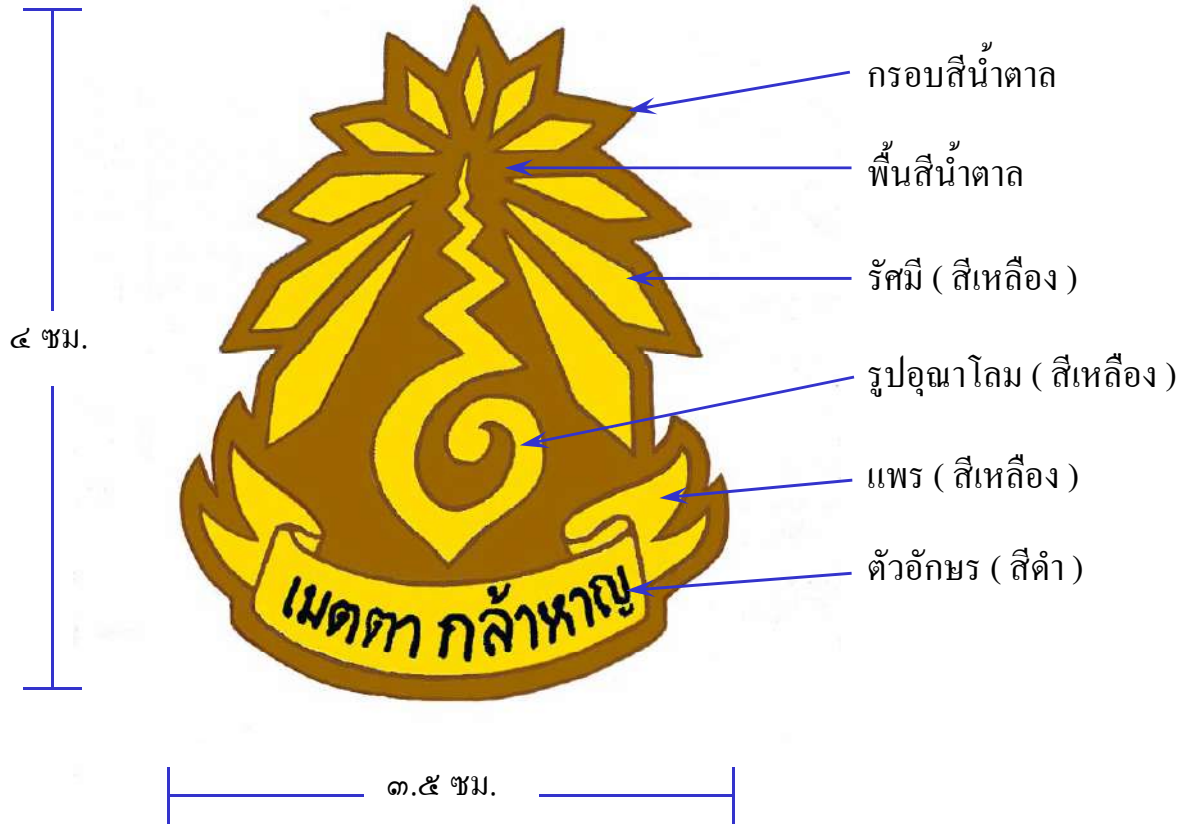 กรอบสีน้ำตาล
พื้นสีน้ำตาล
รัศมี ( สีเหลือง )
๔ ซม.
รูปอุณาโลม ( สีเหลือง )
แพร ( สีเหลือง )
ตัวอักษร ( สีดำ )
เมตตา กล้าหาญ
๓.๕ ซม.